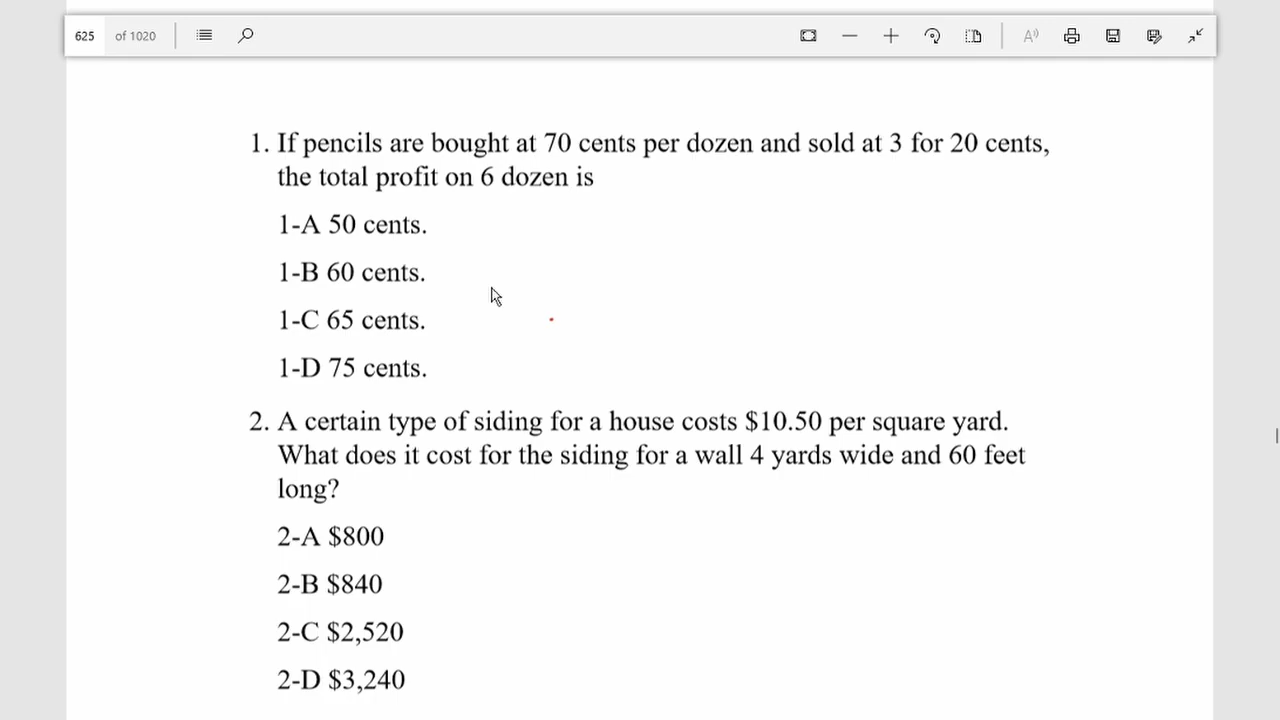 625 of 1020
1. If pencils are bought at 70 cents per dozen and sold at 3 for 20 cents,
the total profit on 6 dozen is
1-A 50 cents.
1-B 60 cents.
1-C 65 cents.
1-D 75 cents.
2. A certain type of siding for a house costs $10.50 per square yard.
What does it cost for the siding for a wall 4 yards wide and 60 feet
long?
2-A $800
2-B $840
2-C $2,520
2-D $3,240